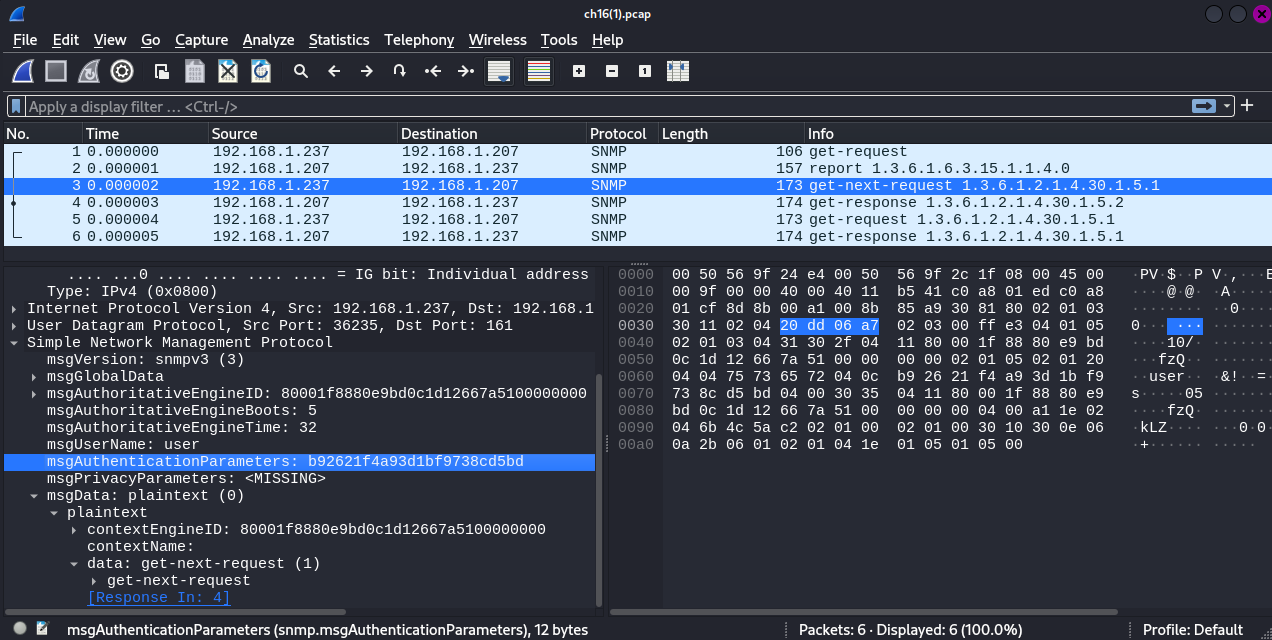 ch16(1).pcap
File Edit View Go Capture Analyze Statistics Telephony Wireless Tools Help
Apply a display filter … <Ctrl-/>
No. Time Source Destination Protocol Length Info
1 0.000000 192.168.1.237 192.168.1.207 SNMP 106 get-request
2 0.000001 192.168.1.207 192.168.1.237 SNMP 157 report 1.3.6.1.6.3.15.1.1.4.0
3 0.000002 192.168.1.237 192.168.1.207 SNMP 173 get-next-request 1.3.6.1.2.1.4.30.1.5.1
4 0.000003 192.168.1.207 192.168.1.237 SNMP 174 get-response 1.3.6.1.2.1.4.30.1.5.2
5 0.000004 192.168.1.237 192.168.1.207 SNMP 173 get-request 1.3.6.1.2.1.4.30.1.5.1
6 0.000005 192.168.1.207 192.168.1.237 SNMP 174 get-response 1.3.6.1.2.1.4.30.1.5.1
.... ...0 .... .... .... .... = IG bit: Individual address
Type: IPv4 (0x0800)
Internet Protocol Version 4, Src: 192.168.1.237, Dst: 192.168.1
User Datagram Protocol, Src Port: 36235, Dst Port: 161
Simple Network Management Protocol
msgVersion: snmpv3 (3)
msgGlobalData
msgAuthoritativeEngineID: 80001f8880e9bd0c1d12667a5100000000
msgAuthoritativeEngineBoots: 5
msgAuthoritativeEngineTime: 32
msgUserName: user
msgAuthenticationParameters: b92621f4a93d1bf9738cd5bd
msgPrivacyParameters: <MISSING>
msgData: plaintext (0)
plaintext
contextEngineID: 80001f8880e9bd0c1d12667a5100000000
contextName:
data: get-next-request (1)
get-next-request
[Response In: 4]
0000 00 50 56 9f 24 e4 00 50 56 9f 2c 1f 08 00 45 00 ·PV·$··P V·,···E
0010 00 9f 00 00 40 00 40 11 b5 41 c0 a8 01 ed c0 a8 ····@·@· ·A······
0020 01 cf 8d 8b 00 a1 00 8b 85 a9 30 81 80 02 01 03 ········ ··0·····
0030 30 11 02 04 20 dd 06 a7 02 03 00 ff e3 04 01 05 0··· ··· ········
0040 02 01 03 04 31 30 2f 04 11 80 00 1f 88 80 e9 bd ····10/· ········
0050 0c 1d 12 66 7a 51 00 00 00 00 02 01 05 02 01 20 ···fzQ·· ·······
0060 04 04 75 73 65 72 04 0c b9 26 21 f4 a9 3d 1b f9 ··user·· ·&!··=··
0070 73 8c d5 bd 04 00 30 35 04 11 80 00 1f 88 80 e9 s·····05 ········
0080 bd 0c 1d 12 66 7a 51 00 00 00 00 04 00 a1 1e 02 ····fzQ· ········
0090 04 6b 4c 5a c2 02 01 00 02 01 00 30 10 30 0e 06 ·kLZ···· ···0·0··
00a0 0a 2b 06 01 02 01 04 1e 01 05 01 05 00 ·+······ ·····
msgAuthenticationParameters (snmp.msgAuthenticationParameters), 12 bytes
Packets: 6 · Displayed: 6 (100.0%)
Profile: Default